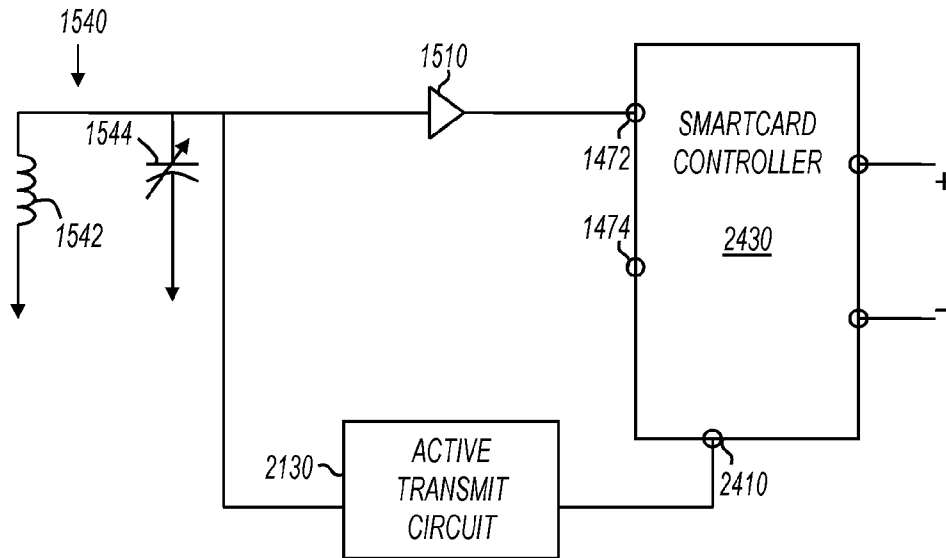 1540
1510
1544
1542
1472
1474
SMARTCARD
CONTROLLER
2430
+
-
2130
ACTIVE
TRANSMIT
CIRCUIT
2410